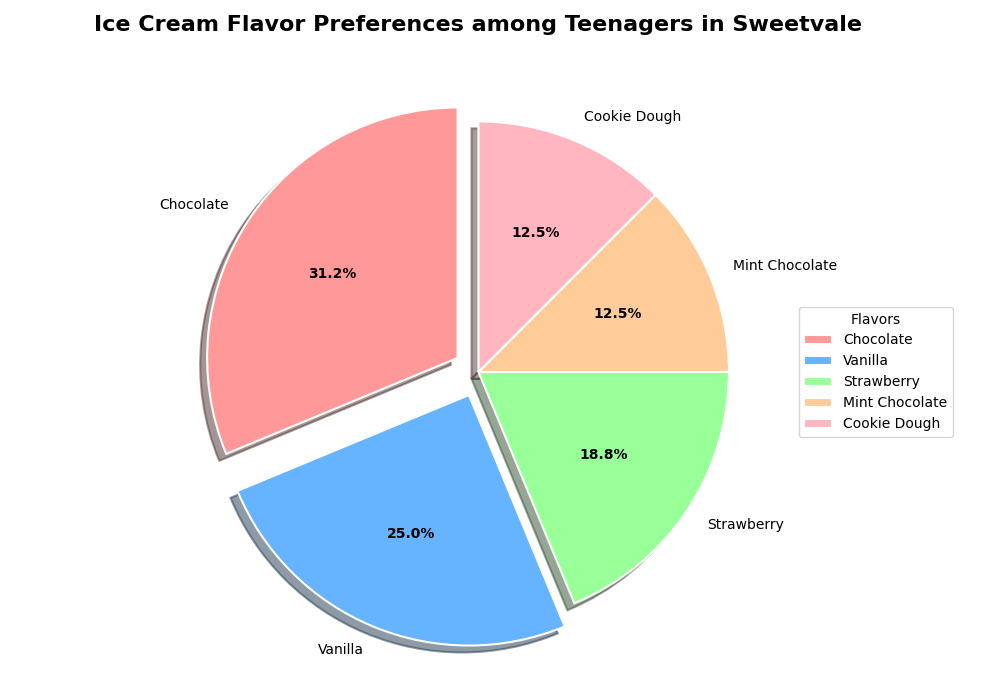 Ice Cream Flavor Preferences among Teenagers in Sweetvale
Cookie Dough
Chocolate
12.5%
Mint Chocolate
31.2%
12.5%
Flavors
Chocolate
Vanilla
Strawberry
Mint Chocolate
Cookie Dough
18.8%
Strawberry
25.0%
Vanilla